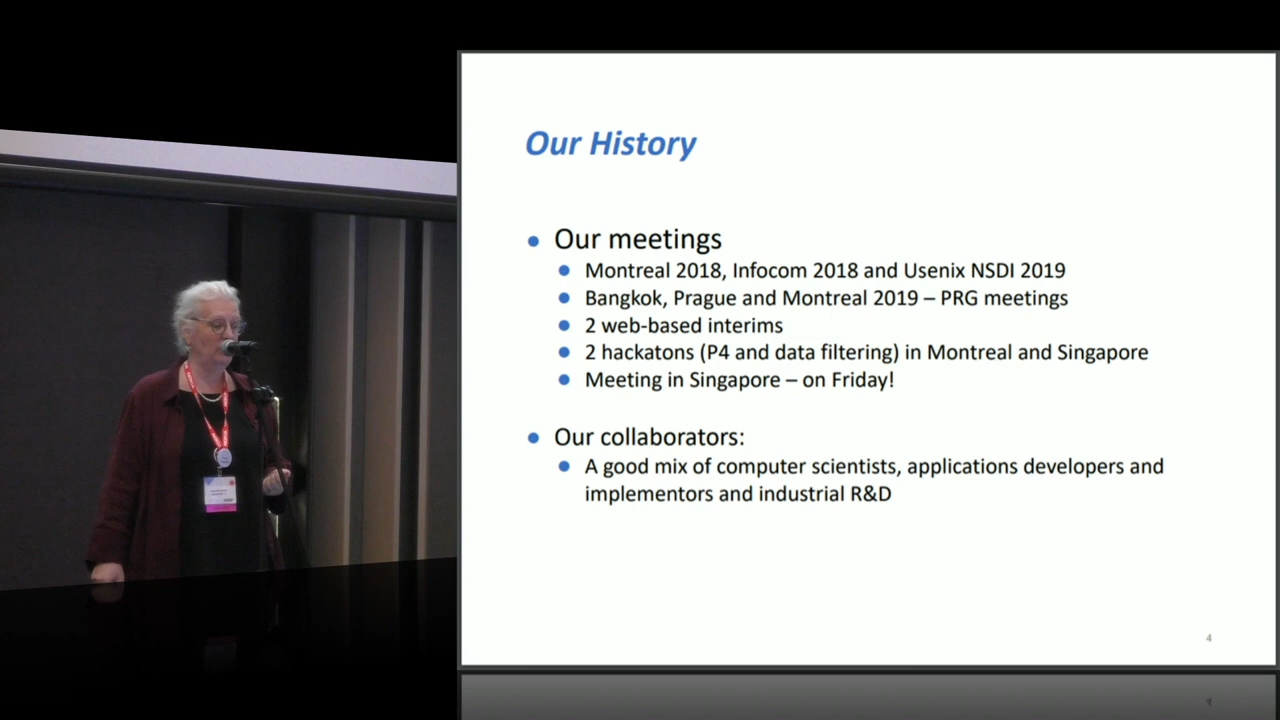 Our History
Our meetings
Montreal 2018, Infocom 2018 and Usenix NSDI 2019
Bangkok, Prague and Montreal 2019 – PRG meetings
2 web-based interims
2 hackatons (P4 and data filtering) in Montreal and Singapore
Meeting in Singapore – on Friday!
Our collaborators:
A good mix of computer scientists, applications developers and
implementors and industrial R&D
4